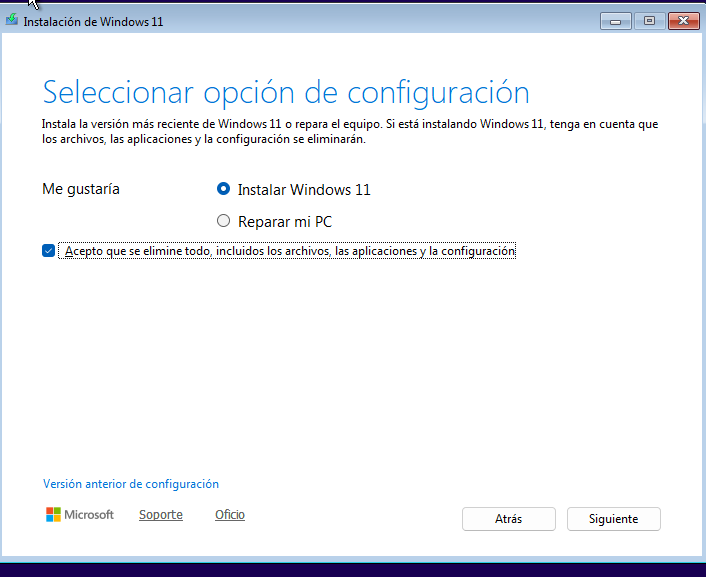 Instalación de Windows 11
Seleccionar opción de configuración
Instala la versión más reciente de Windows 11 o repara el equipo. Si está instalando Windows 11, tenga en cuenta que
los archivos, las aplicaciones y la configuración se eliminarán.
Me gustaría
Instalar Windows 11
Reparar mi PC
Acepto que se elimine todo, incluidos los archivos, las aplicaciones y la configuración
Versión anterior de configuración
Microsoft Soporte Oficio
Atrás Siguiente